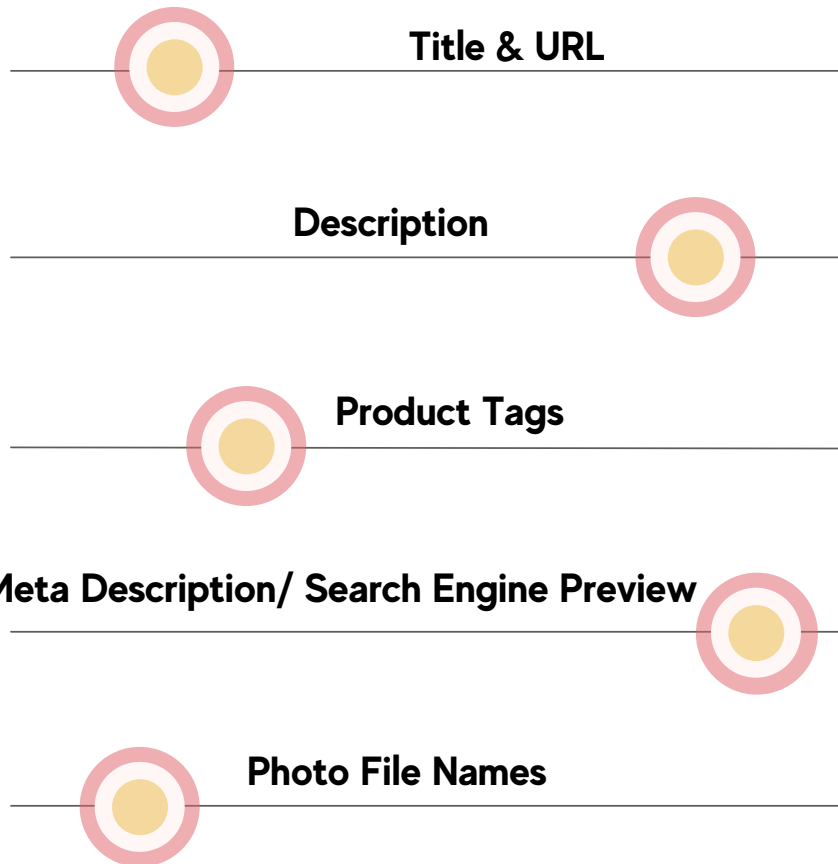 Title & URL
Description
Product Tags
Meta Description/ Search Engine Preview
Photo File Names